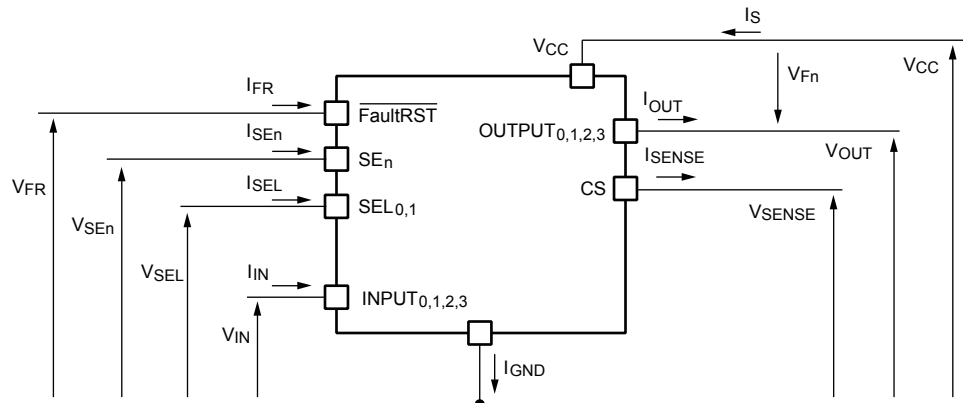 IS
VCC
VCC
VFn
IFR
FaultRST
IOUT
OUTPUT0,1,2,3
ISEn
SEn
VOUT
ISENSE
VFR
ISEL
CS
SEL0,1
VSENSE
VSEn
VSEL
IIN
INPUT0,1,2,3
VIN
IGND